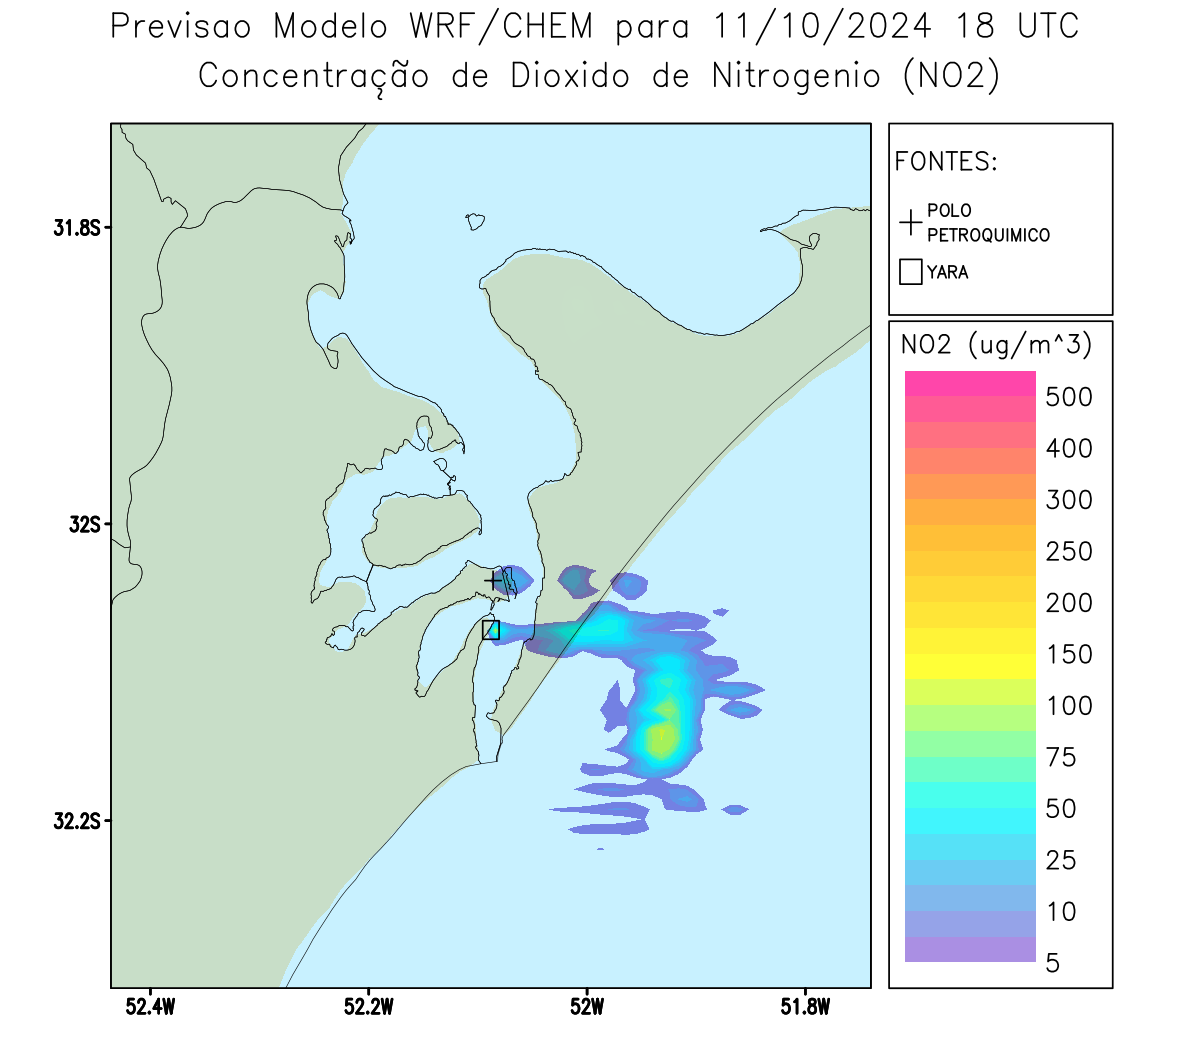 Previsao Modelo WRF/CHEM para 11/10/2024 18 UTC
Concentração de Dioxido de Nitrogenio (NO2)
FONTES:
POLO
PETROQUIMICO
YARA
NO2 (ug/m^3)
500
400
300
250
200
150
100
75
50
25
10
5
31.8S
32S
32.2S
52.4W
52.2W
52W
51.8W